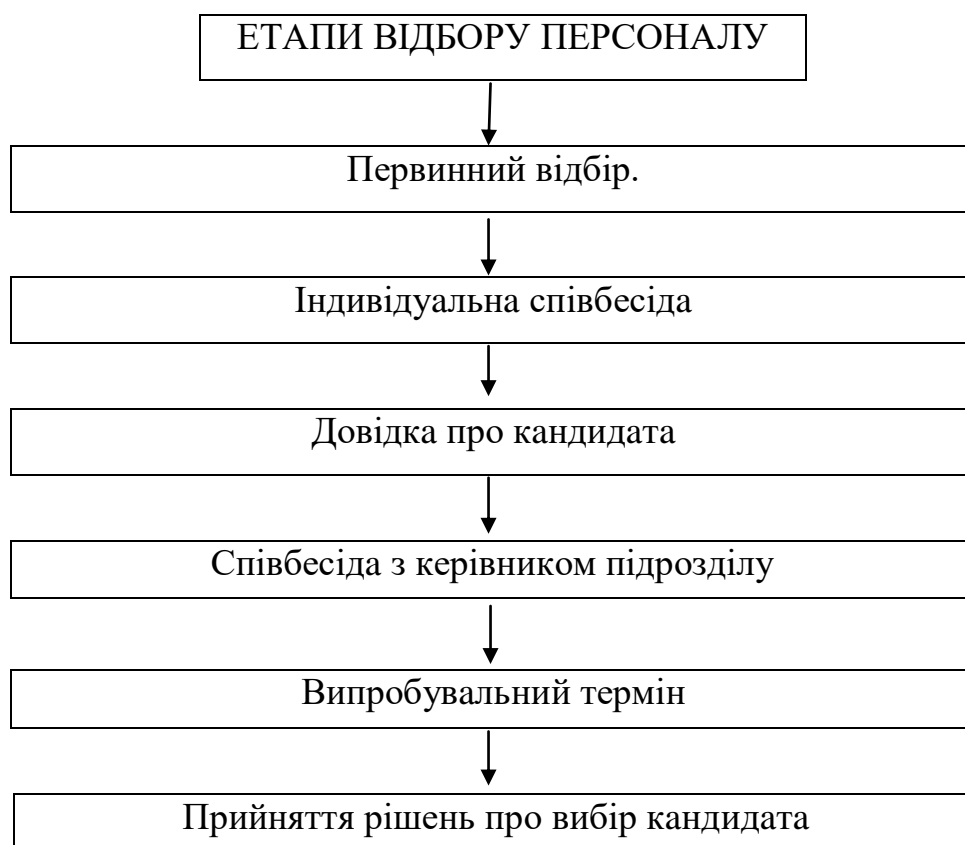 ЕТАПИ ВІДБОРУ ПЕРСОНАЛУ
Первинний відбір.
Індивідуальна співбесіда
Довідка про кандидата
Співбесіда з керівником підрозділу
Випробувальний термін
Прийняття рішень про вибір кандидата